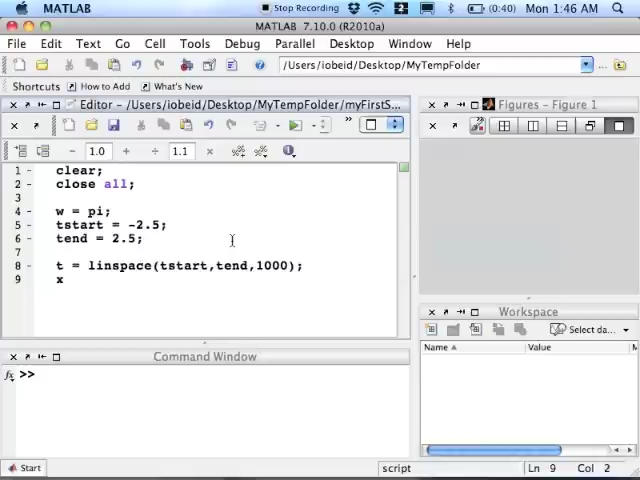 MATLAB Stop Recording 2 (0:40) Mon 1:46 AM
MATLAB 7.10.0 (R2010a)
File Edit Text Go Cell Tools Debug Parallel Desktop Window Help
/Users/iobeid/Desktop/MyTempFolder
Shortcuts How to Add What's New
Editor - /Users/iobeid/Desktop/MyTempFolder/myFirstS...
Figures - Figure 1
1.0 1.1
1 clear;
2 close all;
3
4 w = pi;
5 tstart = -2.5;
6 tend = 2.5;
7
8 t = linspace(tstart,tend,1000);
9 x
Workspace
Select da...
Name Value M
Command Window
fx >>
Start script Ln 9 Col 2